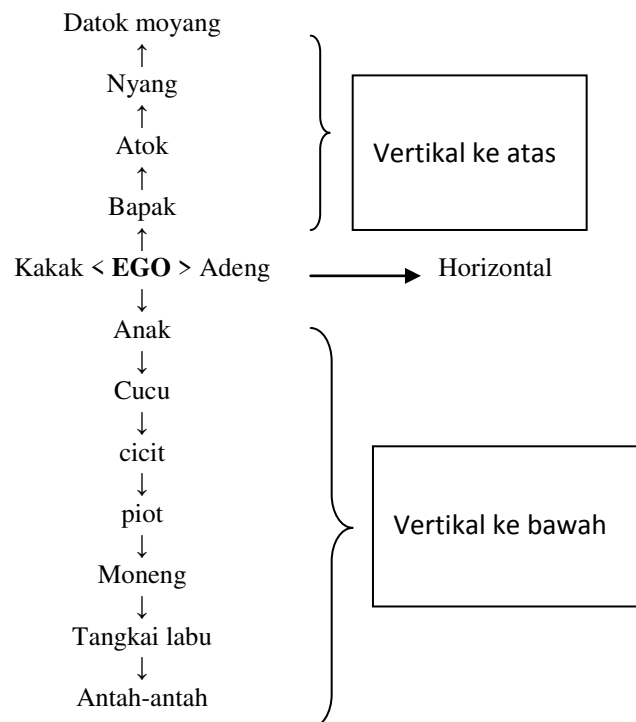 Datok moyang
↑
Nyang
↑
Atok
↑
Bapak
↑
Vertikal ke atas
Kakak < EGO > Adeng
Horizontal
↓
Anak
↓
Cucu
↓
cicit
↓
piot
↓
Moneng
↓
Tangkai labu
↓
Antah-antah
Vertikal ke bawah